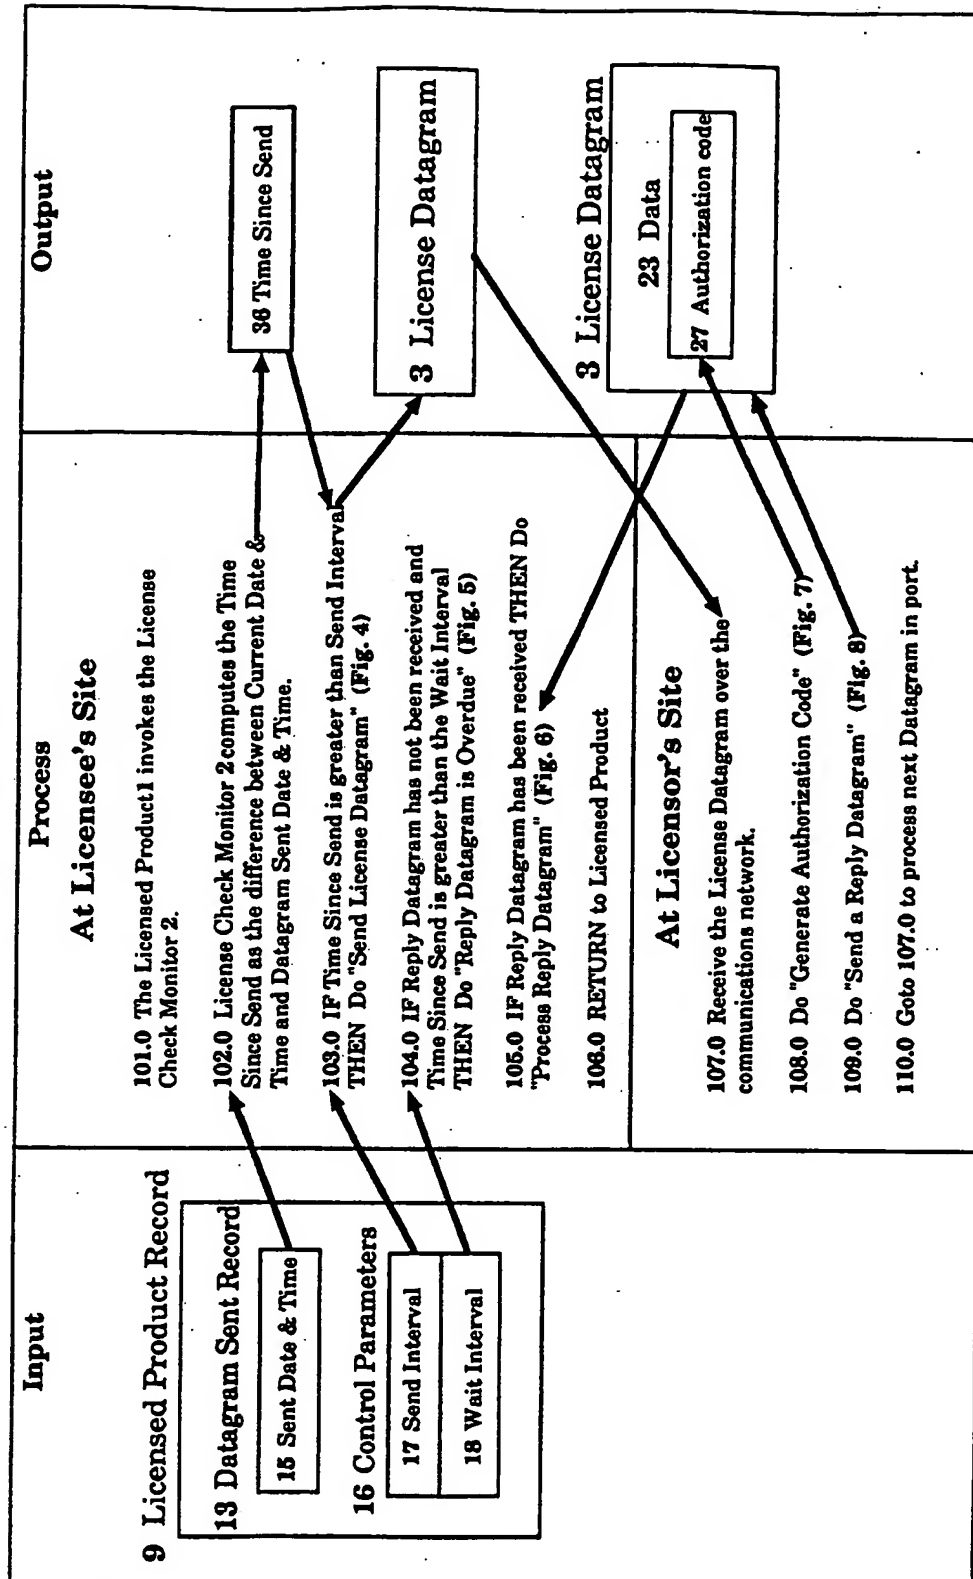 Input
9 Licensed Product Record
13 Datagram Sent Record
15 Sent Date & Time
16 Control Parameters
17 Send Interval
18 Wait Interval
Process
At Licensee's Site
101.0 The Licensed Product1 invokes the License
Check Monitor 2.
102.0 License Check Monitor 2computes the Time
Since Send as the difference between Current Date &
Time and Datagram Sent Date & Time.
103.0 IF Time Since Send is greater than Send Interval
THEN Do "Send License Datagram" (Fig. 4)
104.0 IF Reply Datagram has not been received and
Time Since Send is greater than the Wait Interval
THEN Do "Reply Datagram is Overdue" (Fig. 5)
105.0 IF Reply Datagram has been received THEN Do
"Process Reply Datagram" (Fig. 6)
106.0 RETURN to Licensed Product
At Licensor's Site
107.0 Receive the License Datagram over the
communications network.
108.0 Do "Generate Authorization Code" (Fig. 7)
109.0 Do "Send a Reply Datagram" (Fig. 8)
110.0 Goto 107.0 to process next Datagram in port.
Output
36 Time Since Send
3 License Datagram
3 License Datagram
23 Data
27 Authorization code